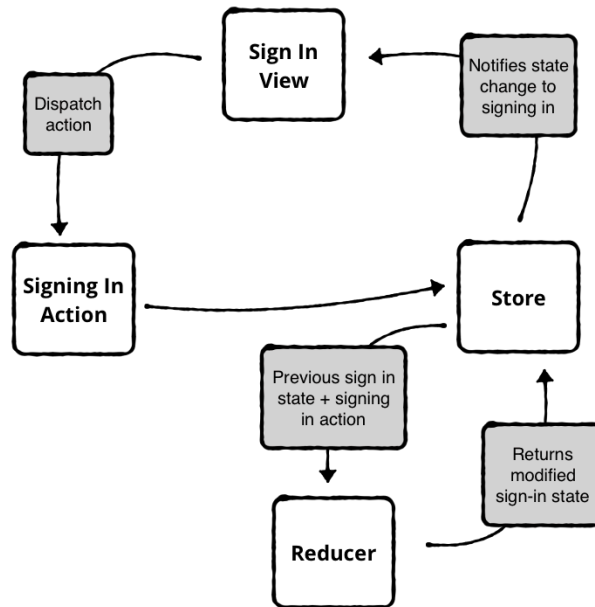 Sign In
View
Dispatch
action
Notifies state
change to
signing in
Signing In
Action
Store
Previous sign in
state + signing
in action
Returns
modified
sign-in state
Reducer